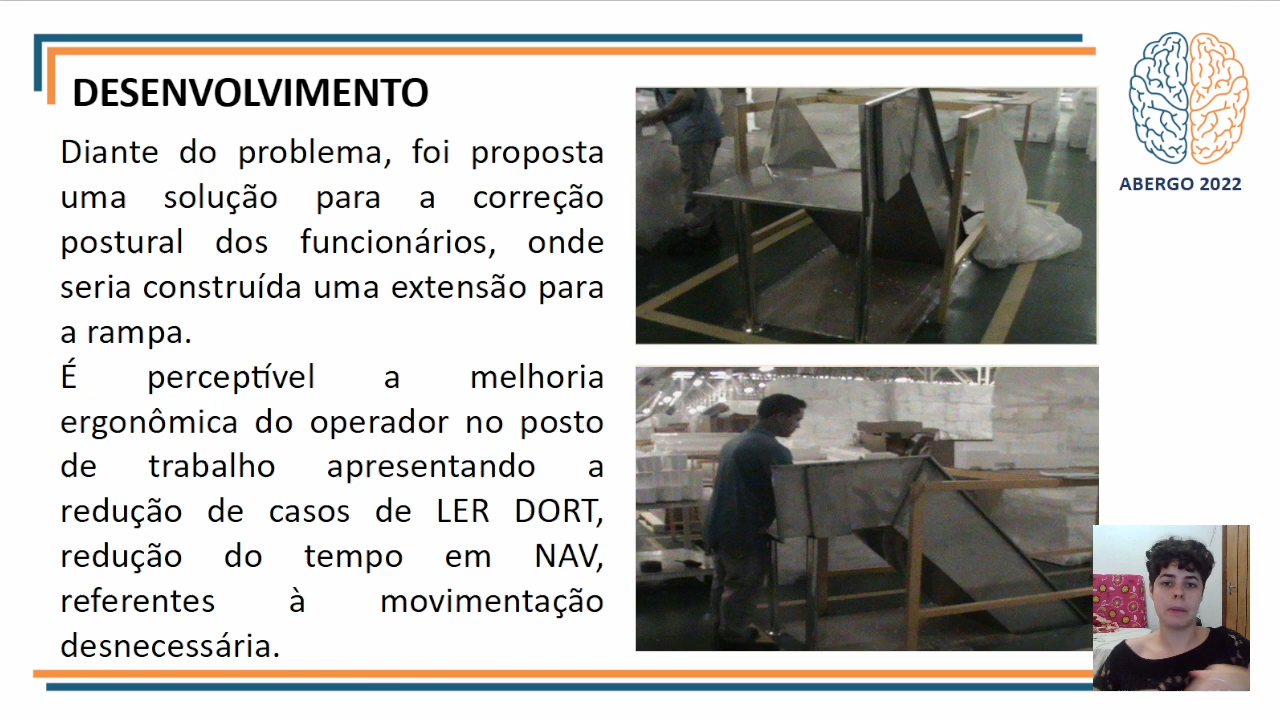 DESENVOLVIMENTO
Diante do problema, foi proposta
uma solução para a correção
postural dos funcionários, onde
seria construída uma extensão para
a rampa.
É perceptível a melhoria
ergonômica do operador no posto
de trabalho apresentando a
redução de casos de LER DORT,
redução do tempo em NAV,
referentes à movimentação
desnecessária.
ABERGO 2022